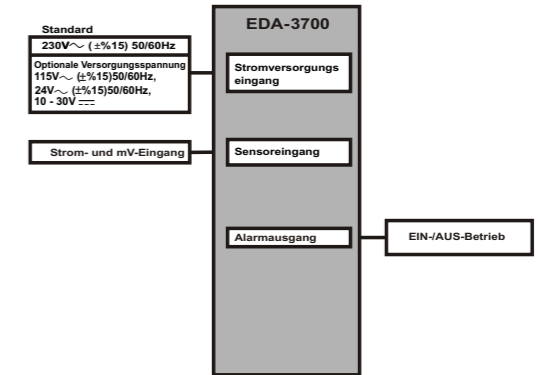 Standard
230V～ (±%15) 50/60Hz
Optionale Versorgungsspannung
115V～ (±%15)50/60Hz,
24V～ (±%15)50/60Hz,
10 - 30V ⎓
Strom- und mV-Eingang
EDA-3700
Stromversorgungs
eingang
Sensoreingang
Alarmausgang
EIN-/AUS-Betrieb